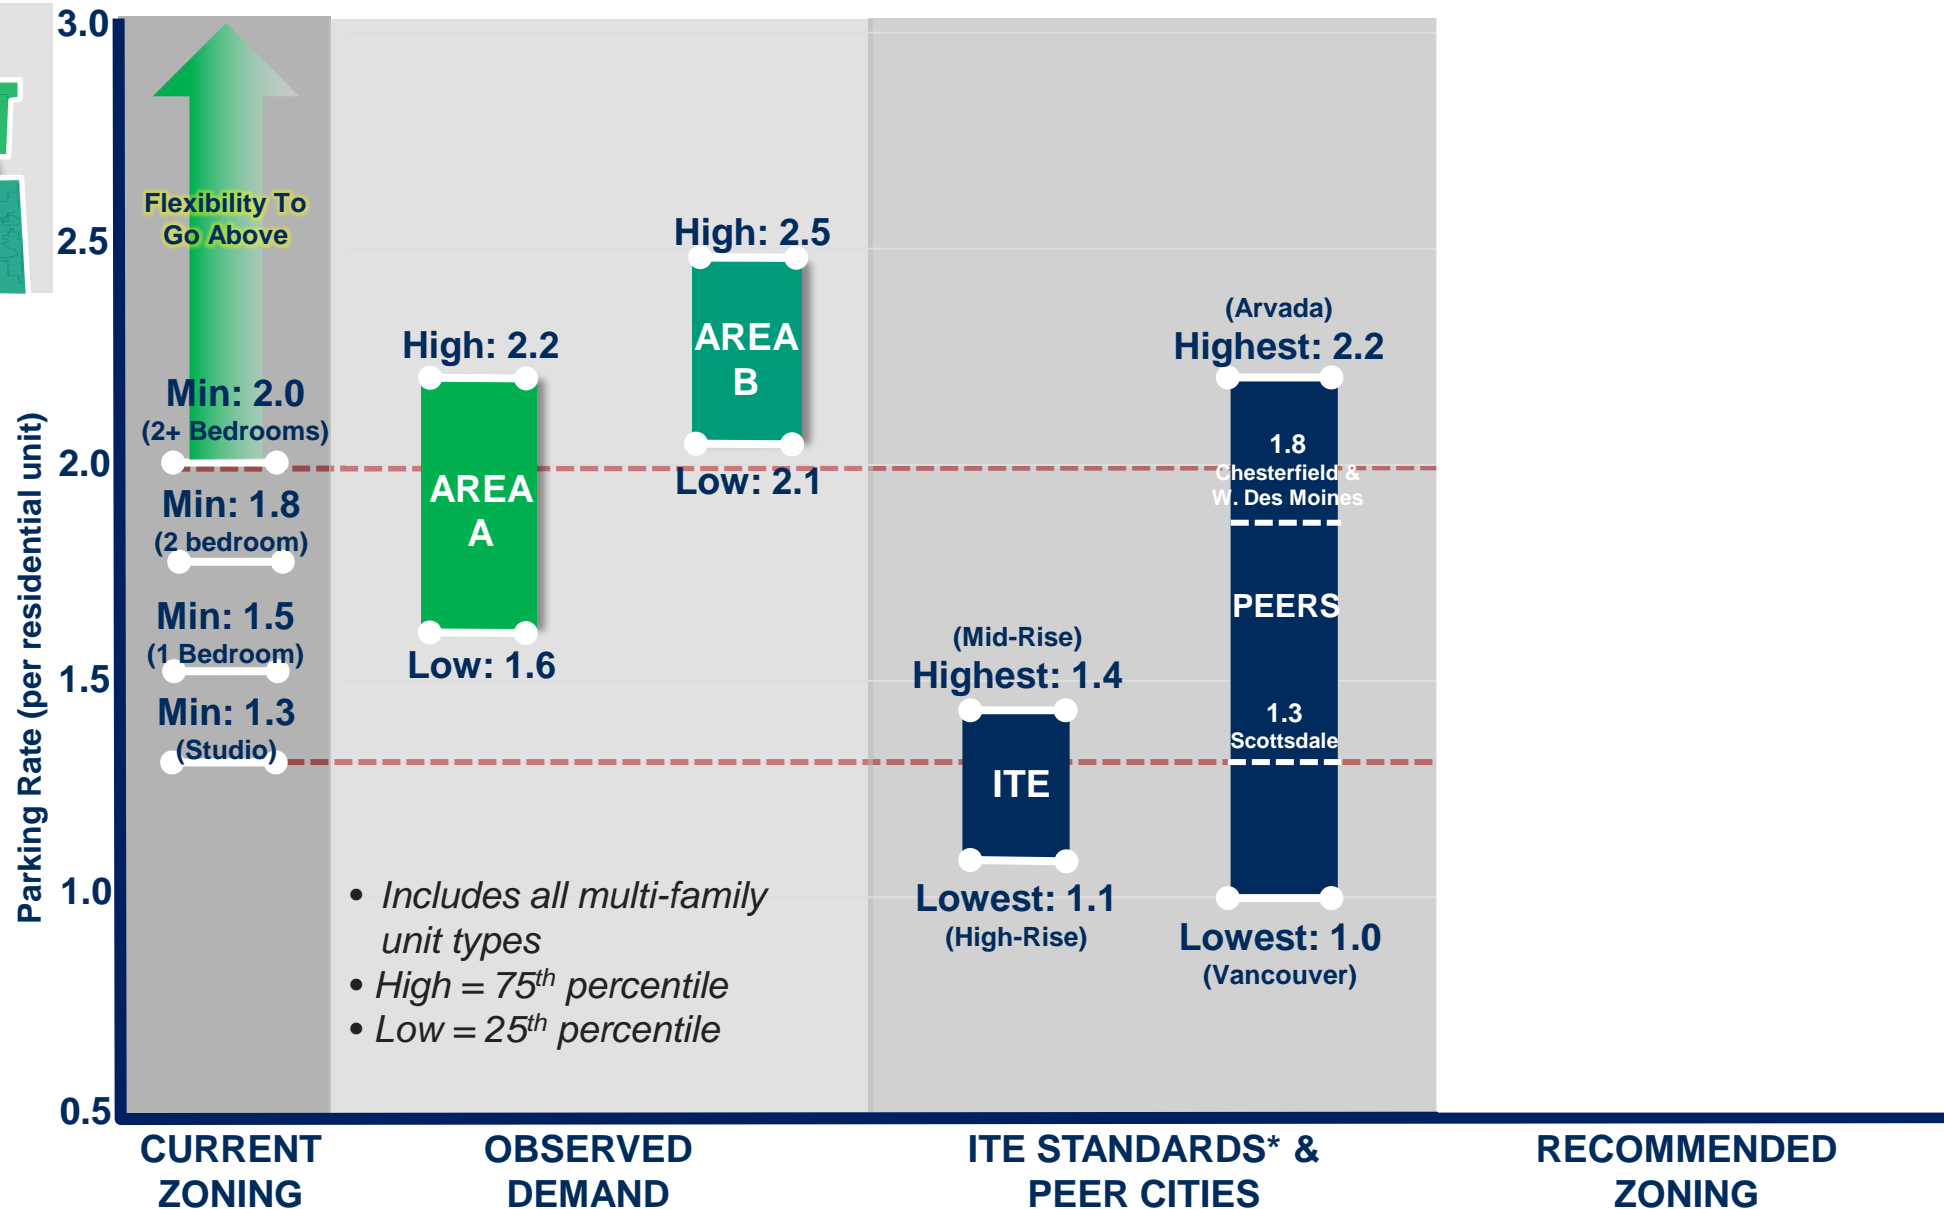 3.0
2.5
2.0
1.5
1.0
0.5
Parking Rate (per residential unit)
Flexibility To
Go Above
Min: 2.0
(2+ Bedrooms)
Min: 1.8
(2 bedroom)
Min: 1.5
(1 Bedroom)
Min: 1.3
(Studio)
High: 2.2
AREA
A
Low: 1.6
High: 2.5
AREA
B
Low: 2.1
• Includes all multi-family
unit types
• High = 75th percentile
• Low = 25th percentile
(Mid-Rise)
Highest: 1.4
ITE
Lowest: 1.1
(High-Rise)
(Arvada)
Highest: 2.2
1.8
Chesterfield &
W. Des Moines
PEERS
1.3
Scottsdale
Lowest: 1.0
(Vancouver)
CURRENT
ZONING
OBSERVED
DEMAND
ITE STANDARDS* &
PEER CITIES
RECOMMENDED
ZONING